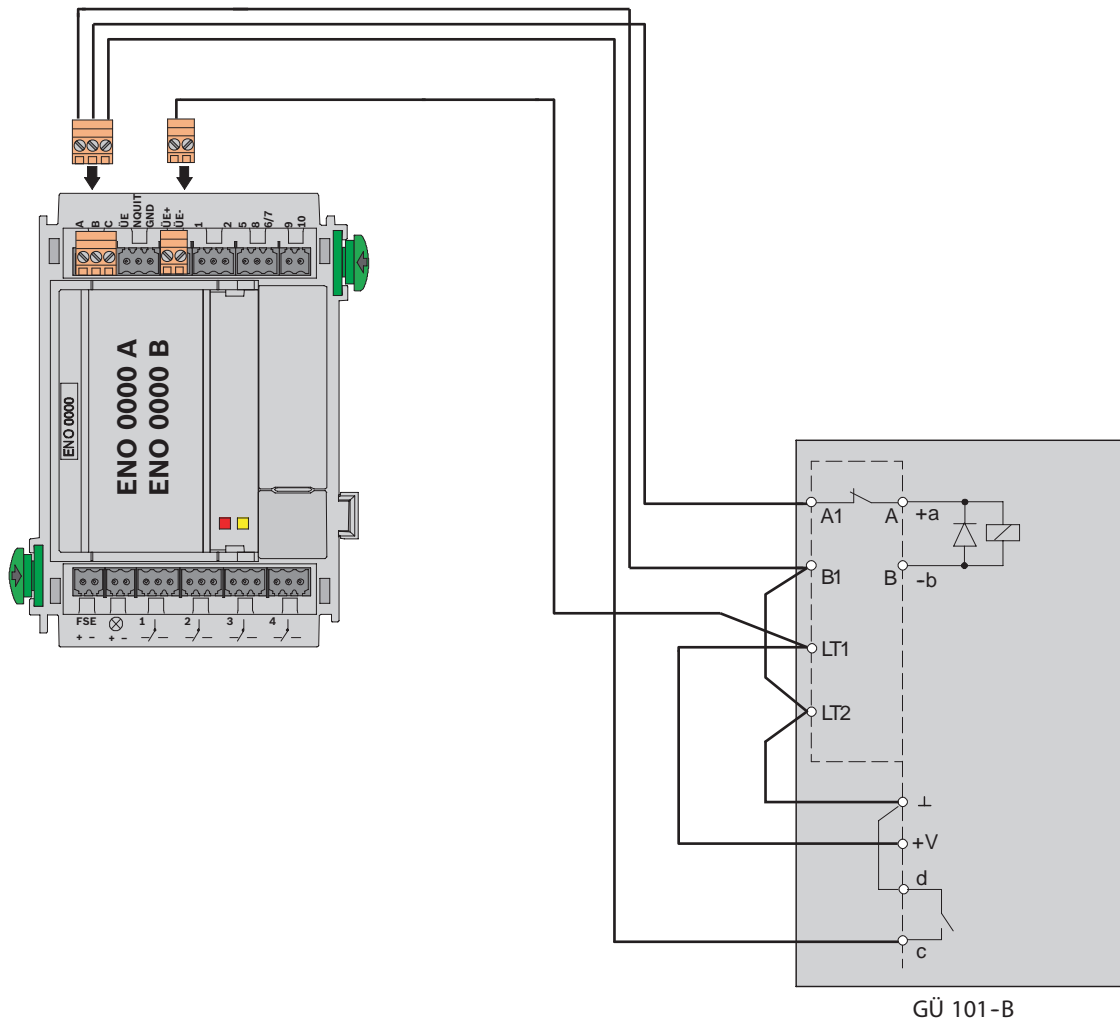 A
B
C
ÜE
NQUIT
GND
ÜE+
ÜE-
1
2
5
8
6/7
9
10
ENO 0000
ENO 0000 A
ENO 0000 B
FSE 1 2 3 4
+ - + -
A1 A +a
B1 B -b
LT1
LT2
⊥
+V
d
c
GÜ 101-B